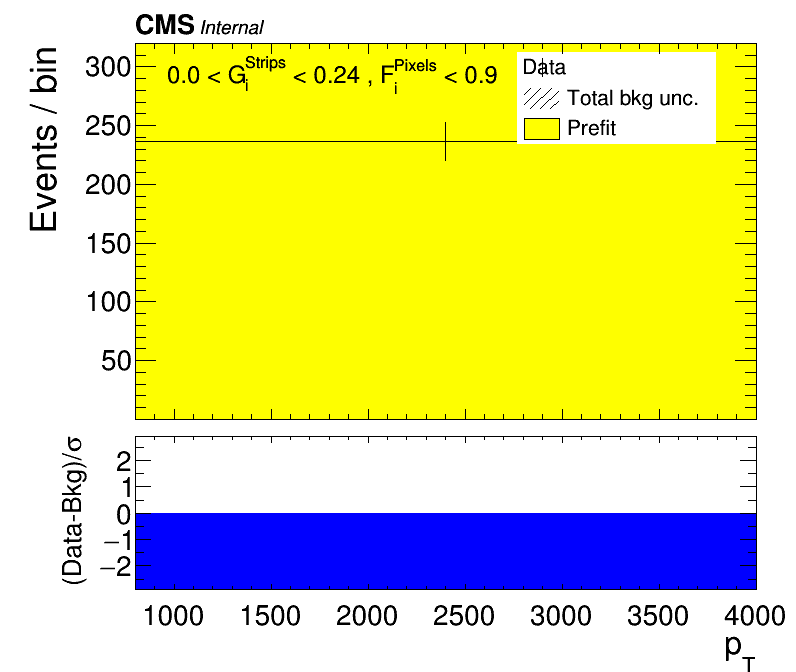 CMS Internal
0.0 < G_i^Strips < 0.24 , F_i^Pixels < 0.9
Data
Total bkg unc.
Prefit
Events / bin
300
250
200
150
100
50
(Data-Bkg)/σ
2
1
0
−1
−2
1000 1500 2000 2500 3000 3500 4000
p_T